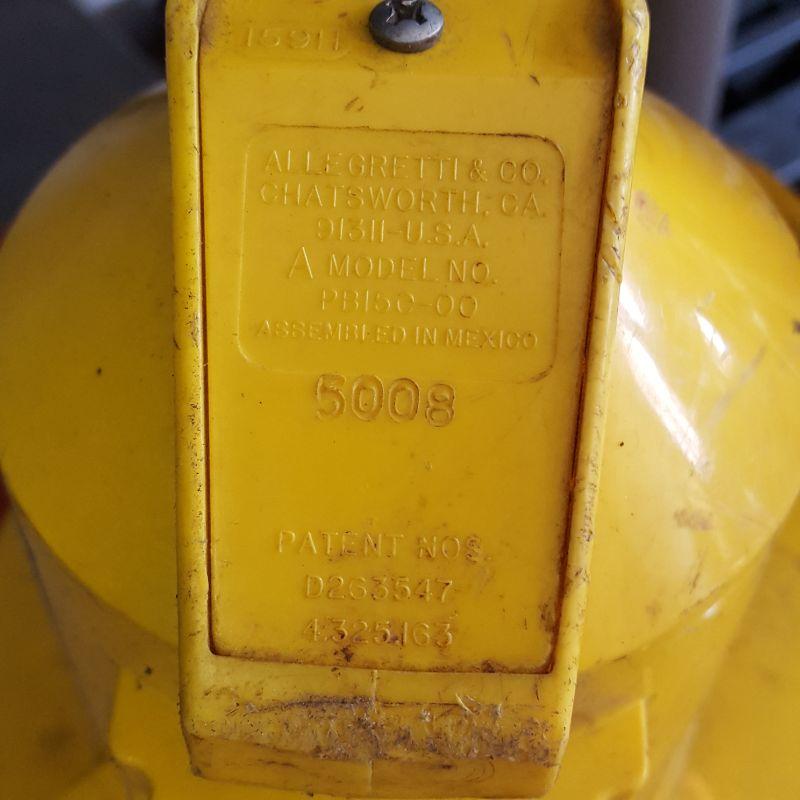 15911
ALLEGRETTI & CO.
CHATSWORTH, CA.
91311-U.S.A.
A MODEL NO.
PB150-00
ASSEMBLED IN MEXICO
5008
PATENT NOS.
D263547
4325163